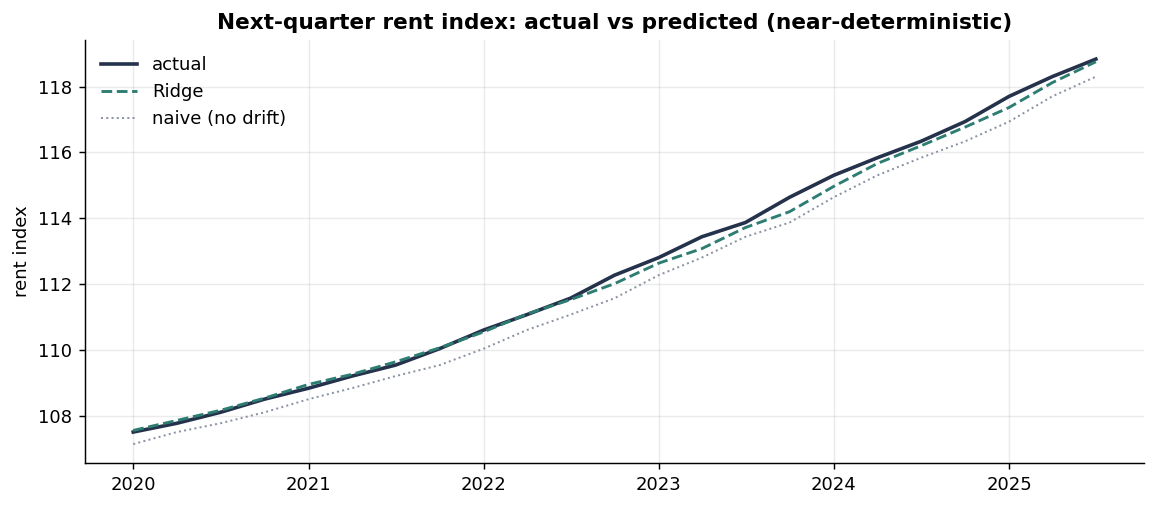 Next-quarter rent index: actual vs predicted (near-deterministic)
actual
Ridge
naive (no drift)
rent index
118
116
114
112
110
108
2020 2021 2022 2023 2024 2025